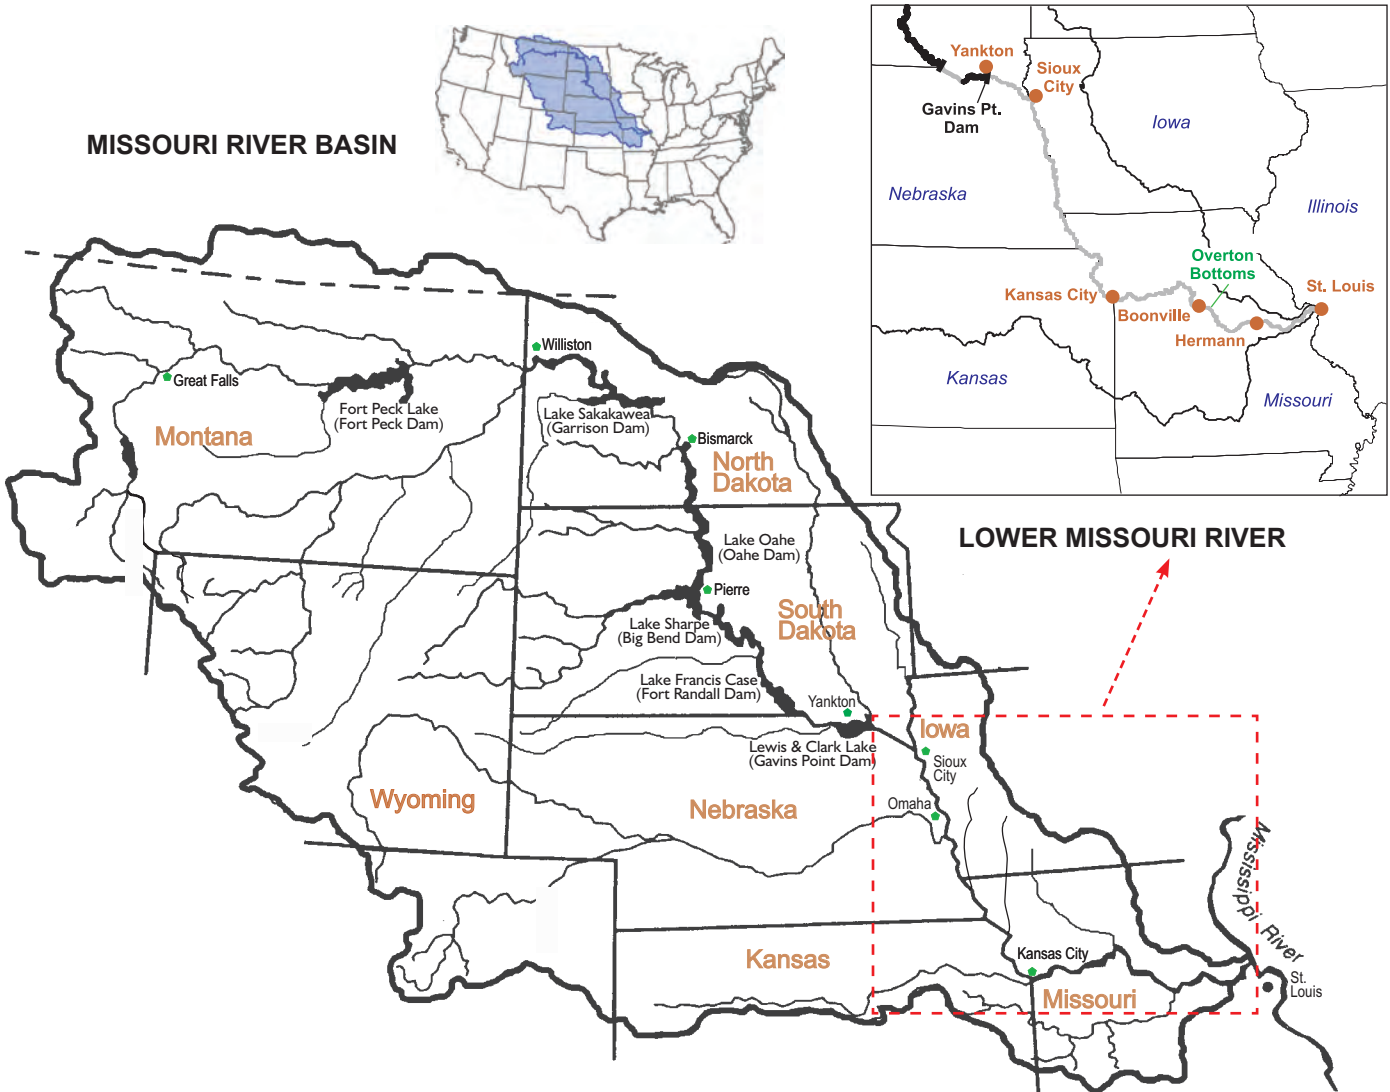 MISSOURI RIVER BASIN
Yankton
Sioux
City
Gavins Pt.
Dam
Iowa
Nebraska
Illinois
Overton
Bottoms
Kansas City
St. Louis
Boonville
Hermann
Kansas
Missouri
LOWER MISSOURI RIVER
Williston
Great Falls
Fort Peck Lake
(Fort Peck Dam)
Montana
Lake Sakakawea
(Garrison Dam)
Bismarck
North
Dakota
Lake Oahe
(Oahe Dam)
Pierre
South
Dakota
Lake Sharpe
(Big Bend Dam)
Lake Francis Case
(Fort Randall Dam)
Yankton
Lewis & Clark Lake
(Gavins Point Dam)
Iowa
Sioux
City
Wyoming
Nebraska
Omaha
Mississippi River
Kansas
Kansas City
Missouri
St.
Louis